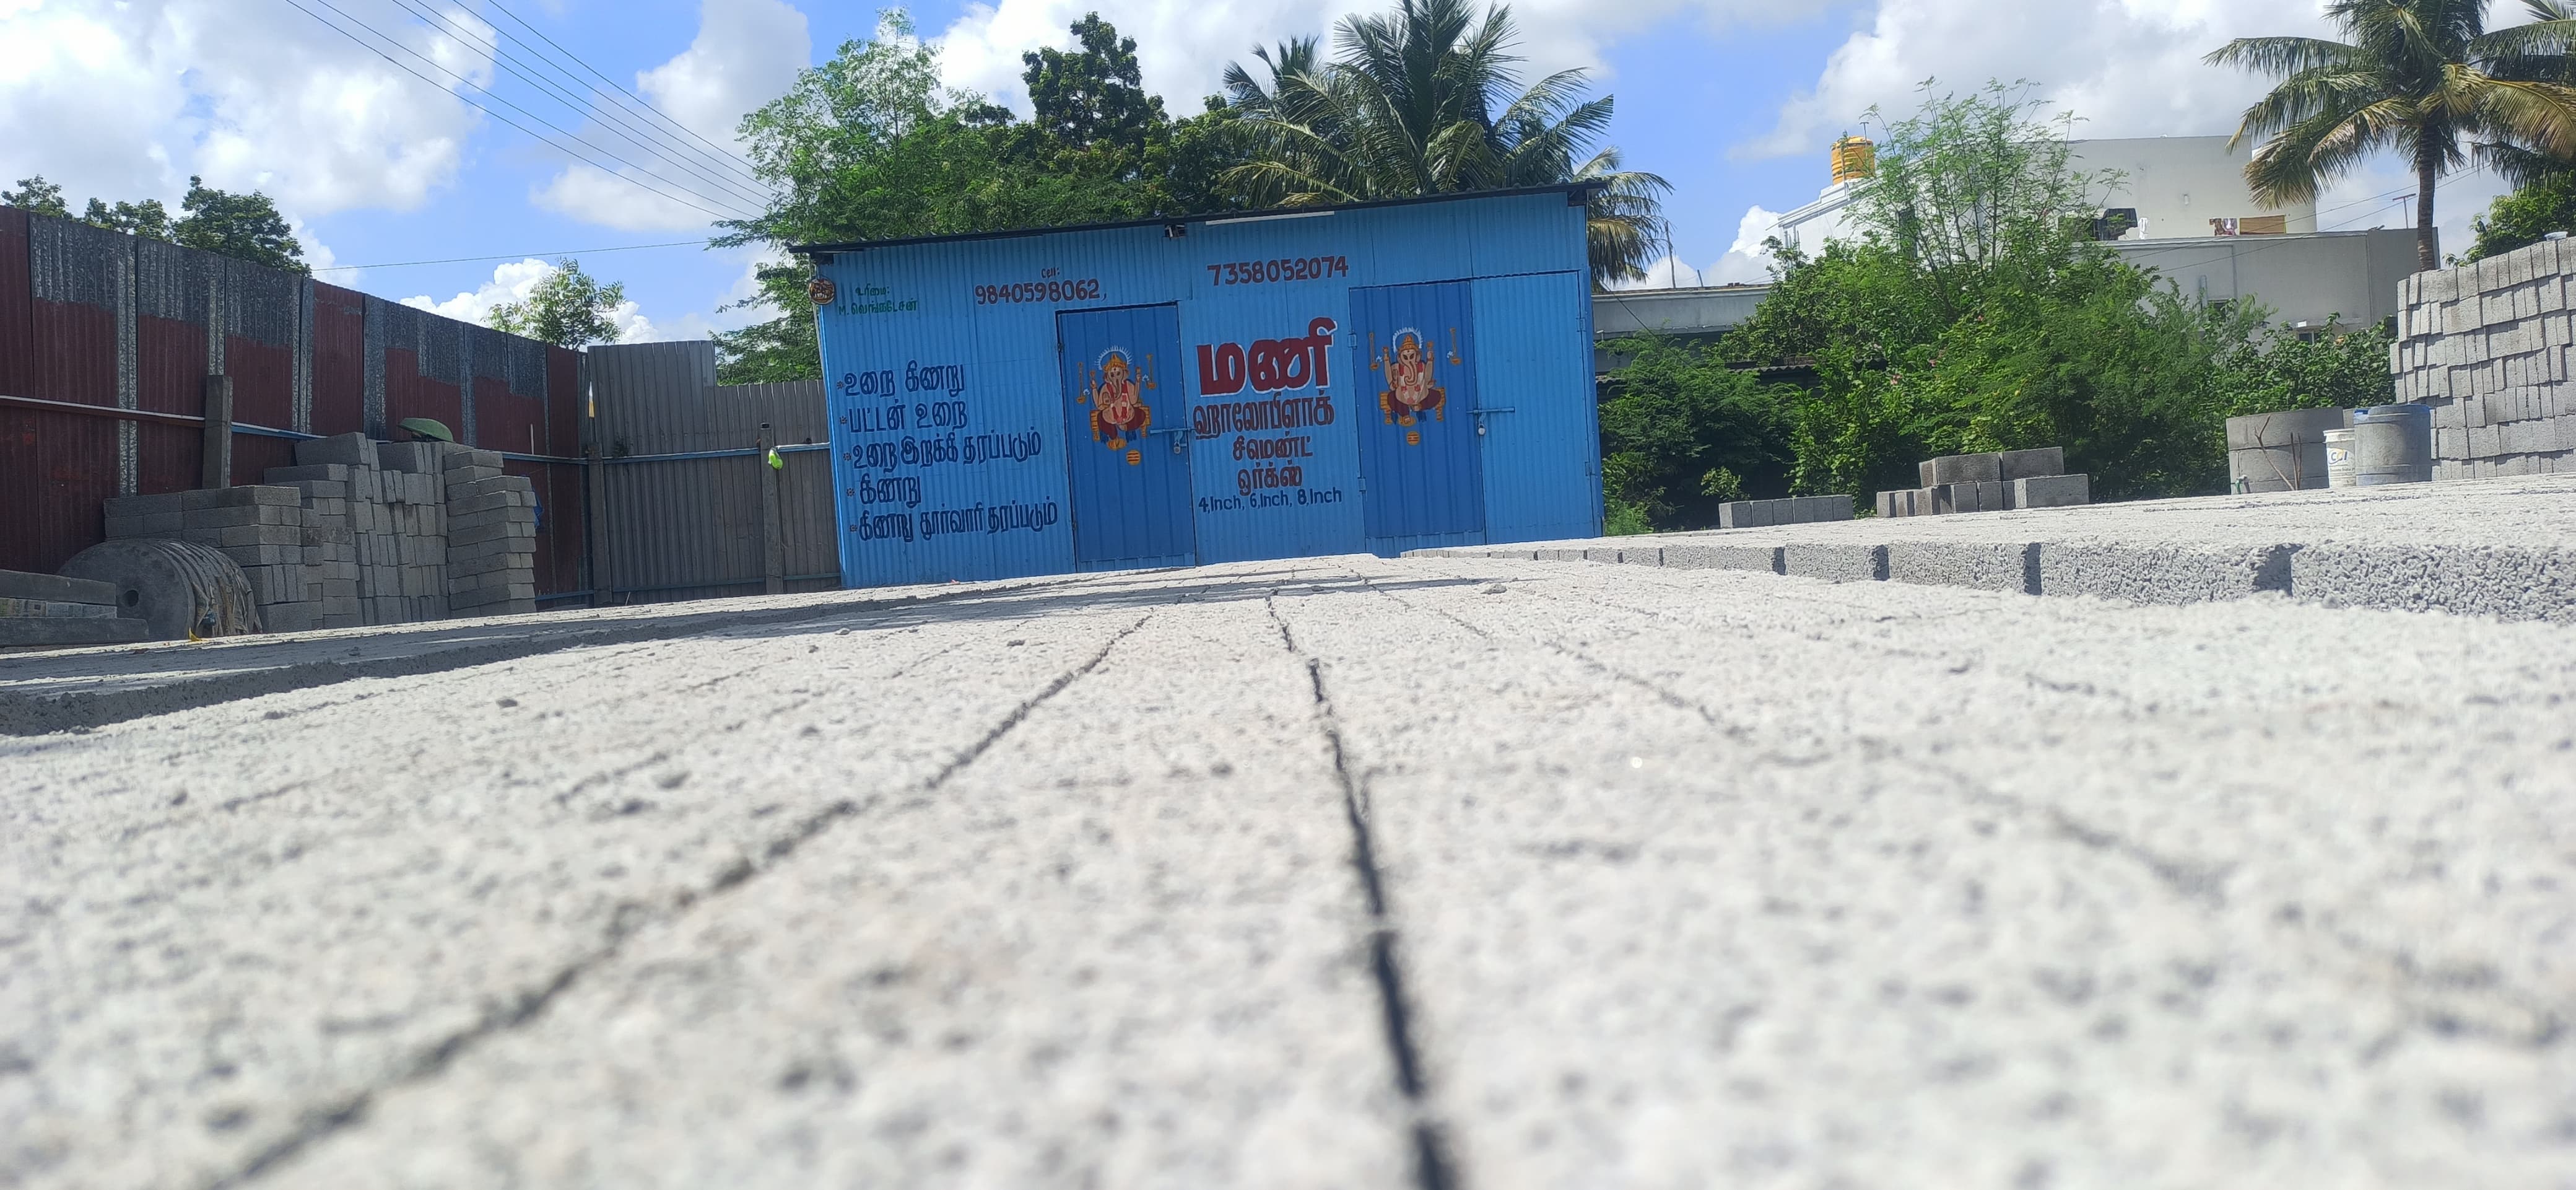 உரிமை:
M. வெங்கடேசன்
Cell:
9840598062,
7358052074
உறை கிணறு
பட்டன் உறை
உறை இறக்கி தரப்படும்
கிணறு
கிணறு தூர்வாரி தரப்படும்
மணி
ஹாலோபிளாக்
சிமெண்ட்
ஒர்க்ஸ்
4,Inch, 6,Inch, 8,Inch